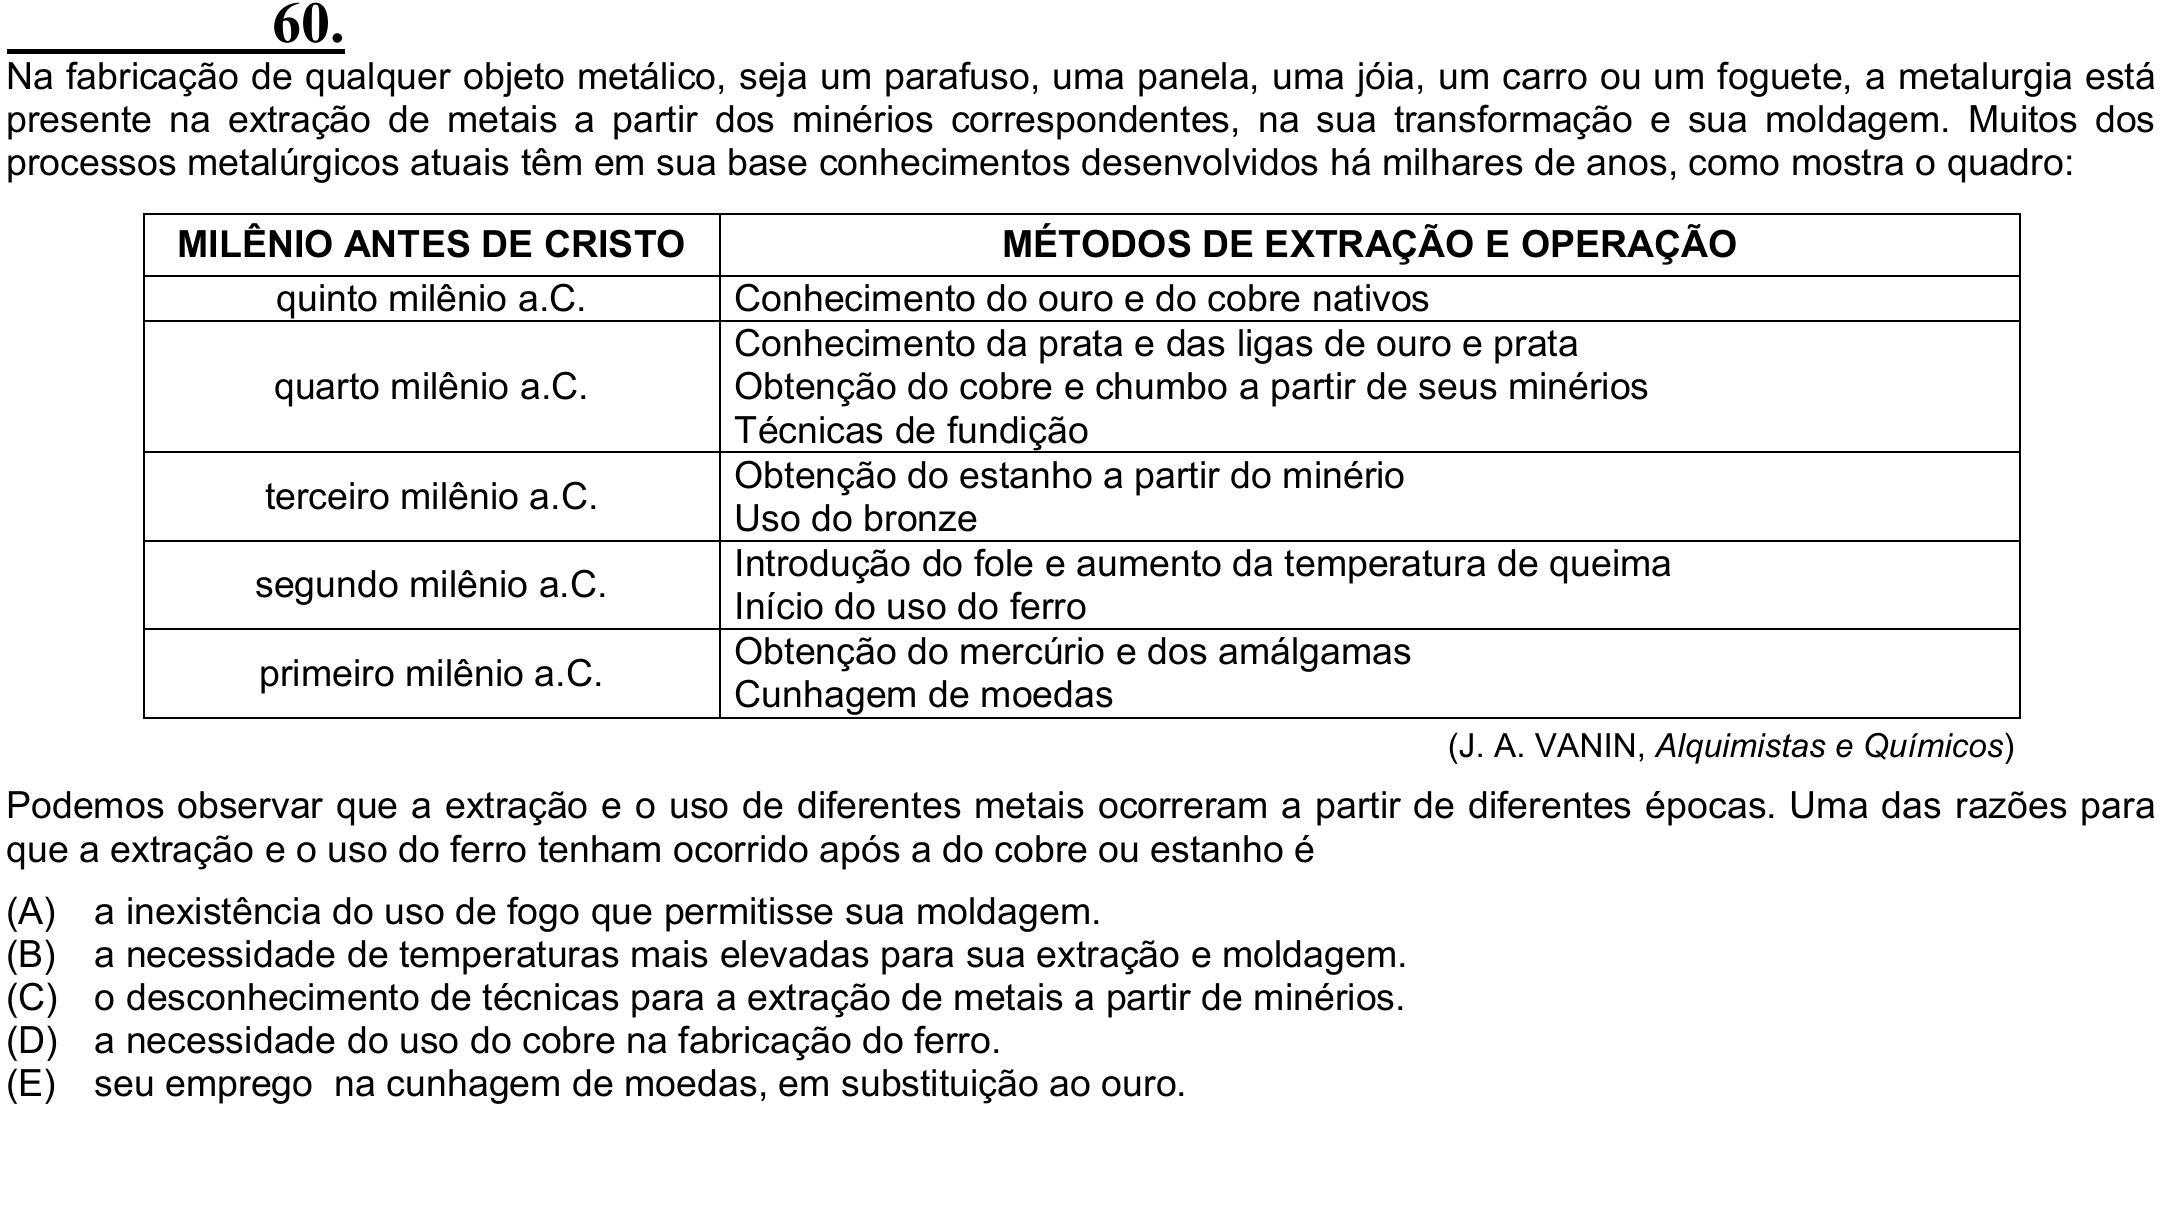 60.
Na fabricação de qualquer objeto metálico, seja um parafuso, uma panela, uma jóia, um carro ou um foguete, a metalurgia está
presente na extração de metais a partir dos minérios correspondentes, na sua transformação e sua moldagem. Muitos dos
processos metalúrgicos atuais têm em sua base conhecimentos desenvolvidos há milhares de anos, como mostra o quadro:
MILÊNIO ANTES DE CRISTO MÉTODOS DE EXTRAÇÃO E OPERAÇÃO
quinto milênio a.C. Conhecimento do ouro e do cobre nativos
quarto milênio a.C.
Conhecimento da prata e das ligas de ouro e prata
Obtenção do cobre e chumbo a partir de seus minérios
Técnicas de fundição
terceiro milênio a.C.
Obtenção do estanho a partir do minério
Uso do bronze
segundo milênio a.C.
Introdução do fole e aumento da temperatura de queima
Início do uso do ferro
primeiro milênio a.C.
Obtenção do mercúrio e dos amálgamas
Cunhagem de moedas
(J. A. VANIN, Alquimistas e Químicos)
Podemos observar que a extração e o uso de diferentes metais ocorreram a partir de diferentes épocas. Uma das razões para
que a extração e o uso do ferro tenham ocorrido após a do cobre ou estanho é
(A) a inexistência do uso de fogo que permitisse sua moldagem.
(B) a necessidade de temperaturas mais elevadas para sua extração e moldagem.
(C) o desconhecimento de técnicas para a extração de metais a partir de minérios.
(D) a necessidade do uso do cobre na fabricação do ferro.
(E) seu emprego na cunhagem de moedas, em substituição ao ouro.